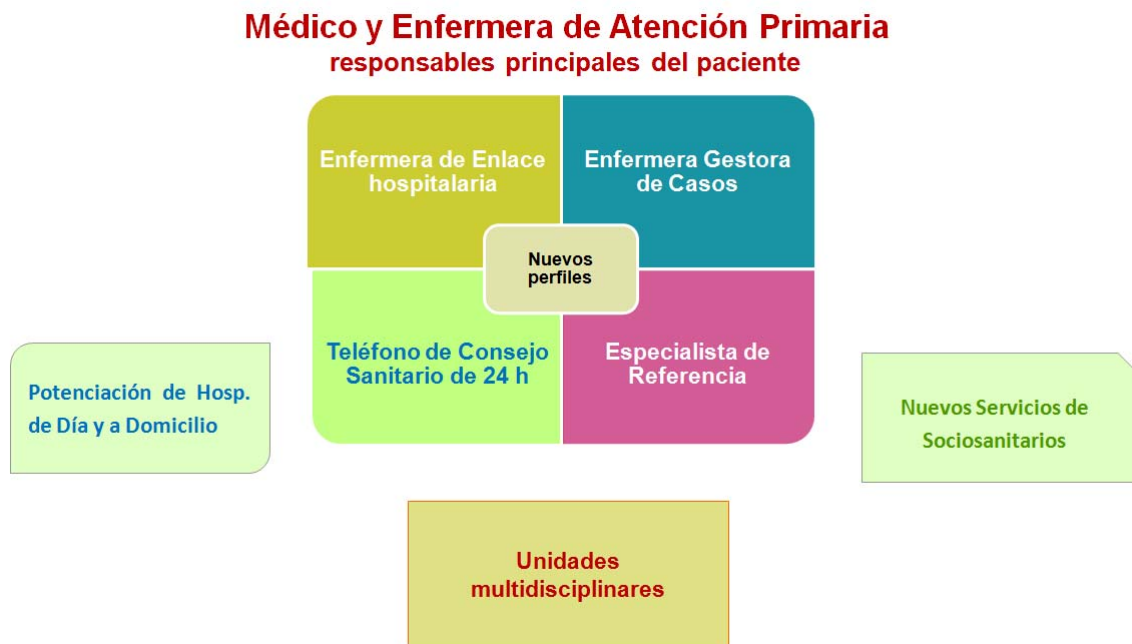 Médico y Enfermera de Atención Primaria
responsables principales del paciente
Enfermera de Enlace
hospitalaria
Enfermera Gestora
de Casos
Nuevos
perfiles
Teléfono de Consejo
Sanitario de 24 h
Especialista de
Referencia
Potenciación de Hosp.
de Día y a Domicilio
Nuevos Servicios de
Sociosanitarios
Unidades
multidisciplinares